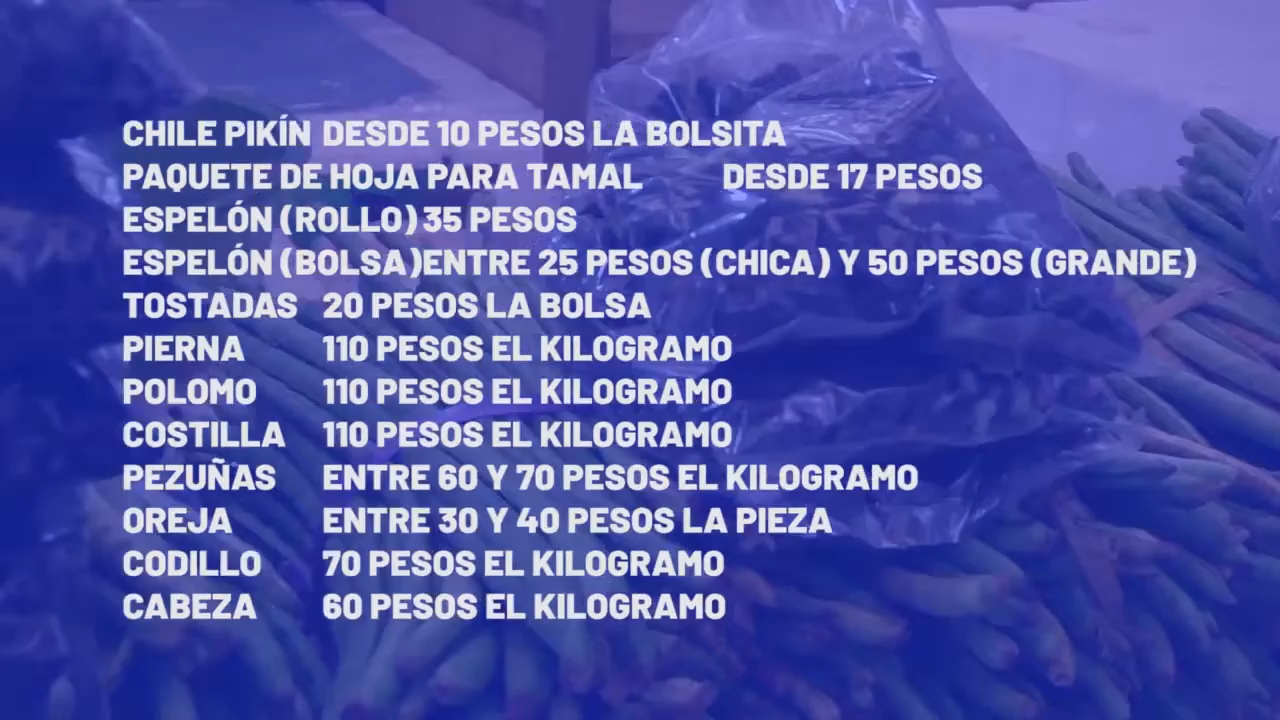 CHILE PIKÍN DESDE 10 PESOS LA BOLSITA
PAQUETE DE HOJA PARA TAMAL DESDE 17 PESOS
ESPELÓN (ROLLO) 35 PESOS
ESPELÓN (BOLSA)ENTRE 25 PESOS (CHICA) Y 50 PESOS (GRANDE)
TOSTADAS 20 PESOS LA BOLSA
PIERNA 110 PESOS EL KILOGRAMO
POLOMO 110 PESOS EL KILOGRAMO
COSTILLA 110 PESOS EL KILOGRAMO
PEZUÑAS ENTRE 60 Y 70 PESOS EL KILOGRAMO
OREJA ENTRE 30 Y 40 PESOS LA PIEZA
CODILLO 70 PESOS EL KILOGRAMO
CABEZA 60 PESOS EL KILOGRAMO